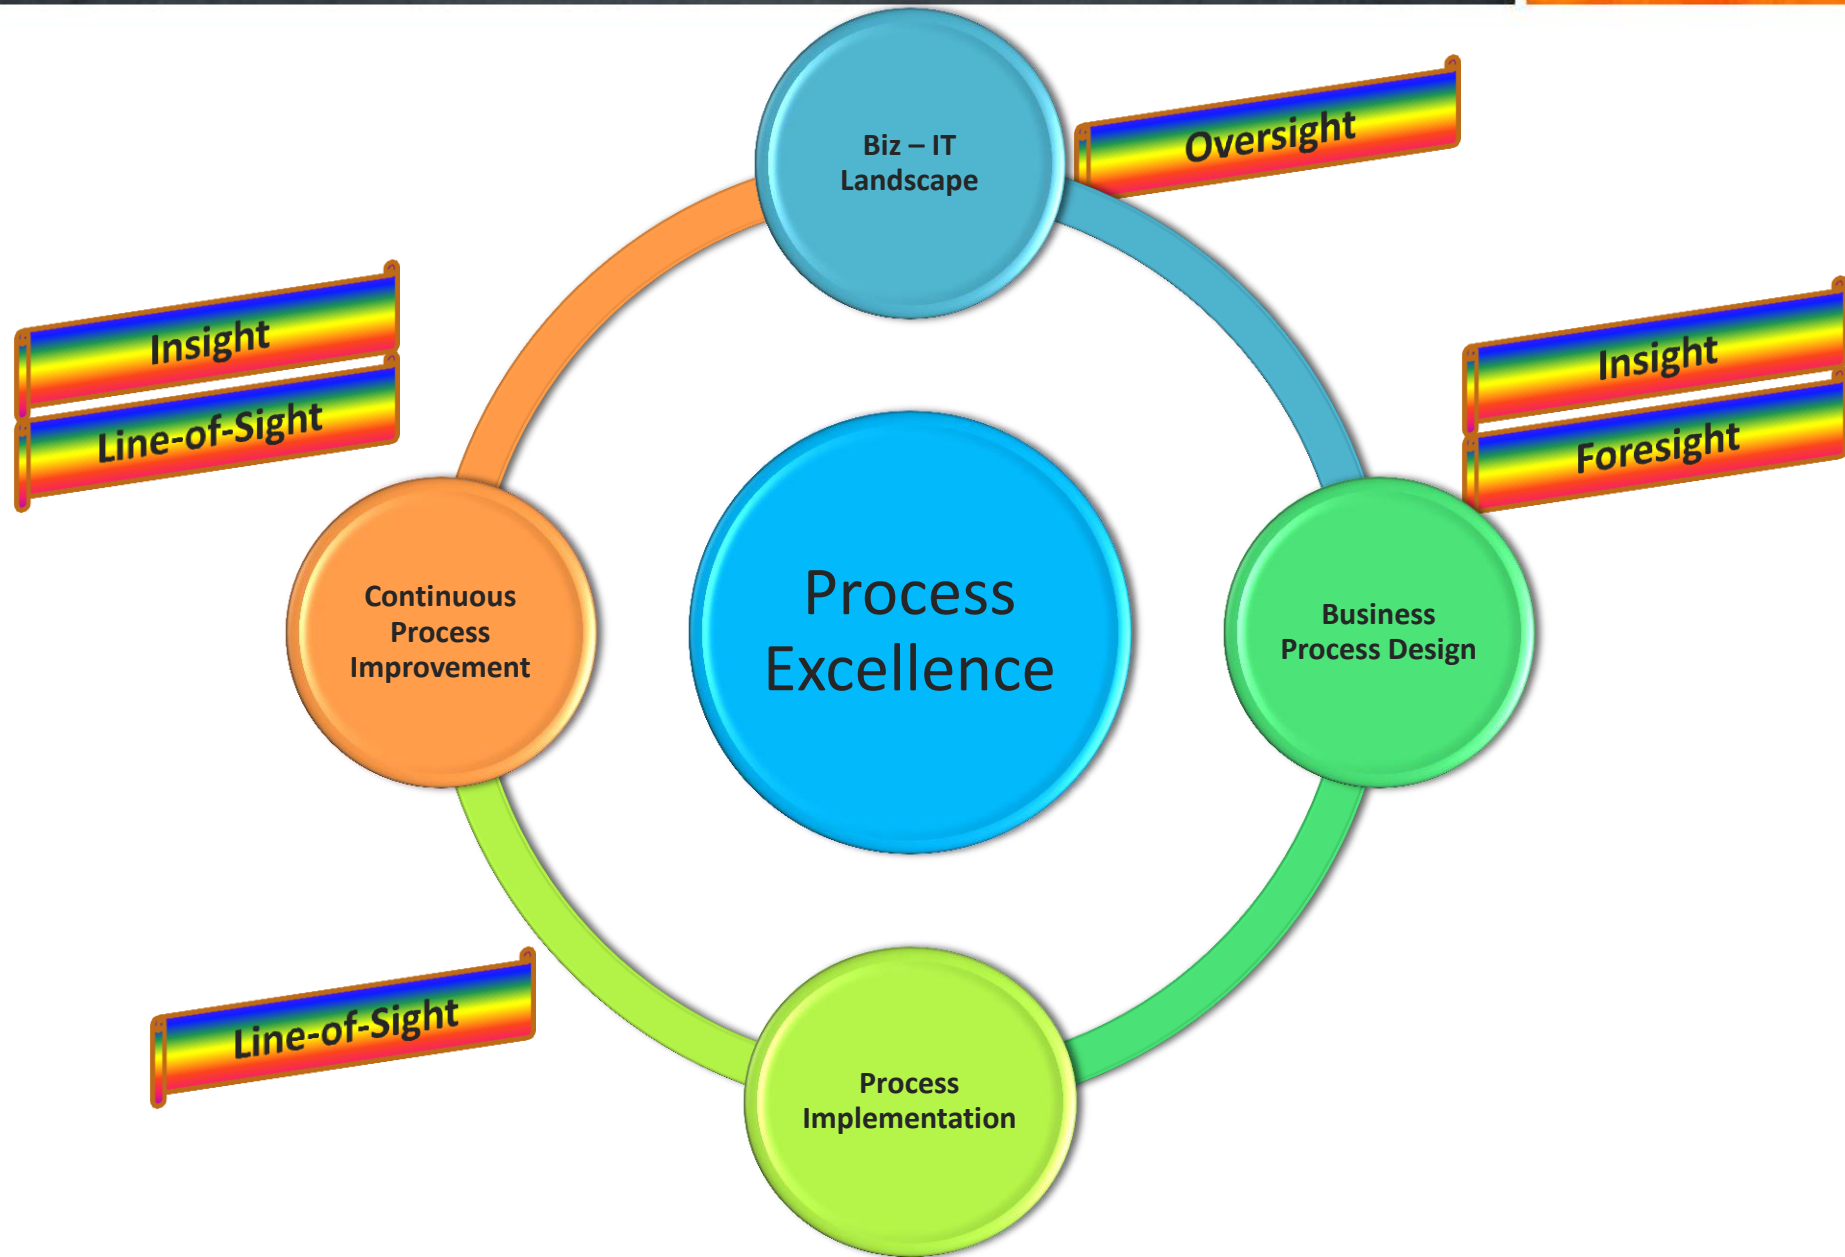 Biz – IT
Landscape
Oversight
Insight
Line-of-Sight
Insight
Foresight
Process
Excellence
Continuous
Process
Improvement
Business
Process Design
Line-of-Sight
Process
Implementation